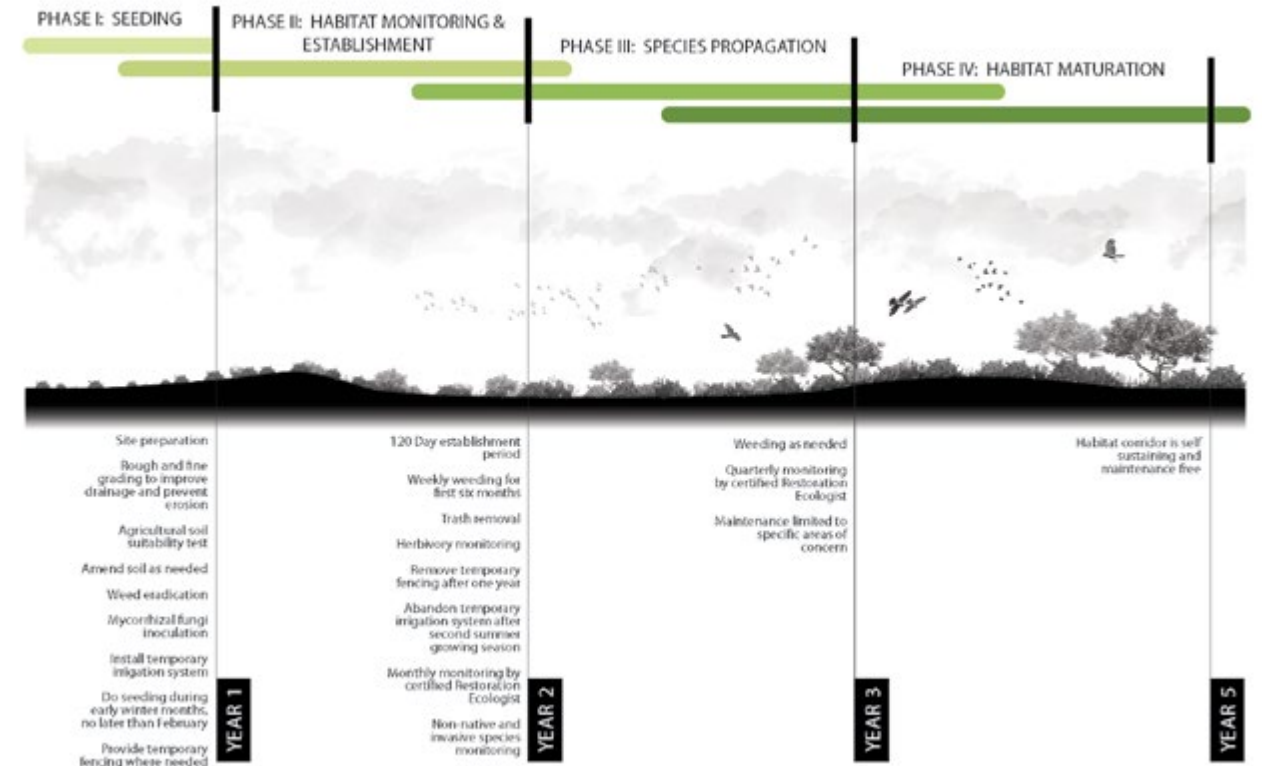 PHASE I: SEEDING
PHASE II: HABITAT MONITORING &
ESTABLISHMENT
PHASE III: SPECIES PROPAGATION
PHASE IV: HABITAT MATURATION
Site preparation
Rough and fine
grading to improve
drainage and prevent
erosion
Agricultural soil
suitability test
Amend soil as needed
Weed eradication
Mycorrhizal fungi
inoculation
Install temporary
irrigation system
Do seeding during
early winter months,
no later than February
Provide temporary
fencing where needed
YEAR 1
120 Day establishment
period
Weekly weeding for
first six months
Trash removal
Herbivory monitoring
Remove temporary
fencing after one year
Abandon temporary
irrigation system after
second summer
growing season
Monthly monitoring by
certified Restoration
Ecologist
Non-native and
invasive species
monitoring
YEAR 2
Weeding as needed
Quarterly monitoring
by certified Restoration
Ecologist
Maintenance limited to
specific areas of
concern
YEAR 3
Habitat corridor is self
sustaining and
maintenance free
YEAR 5